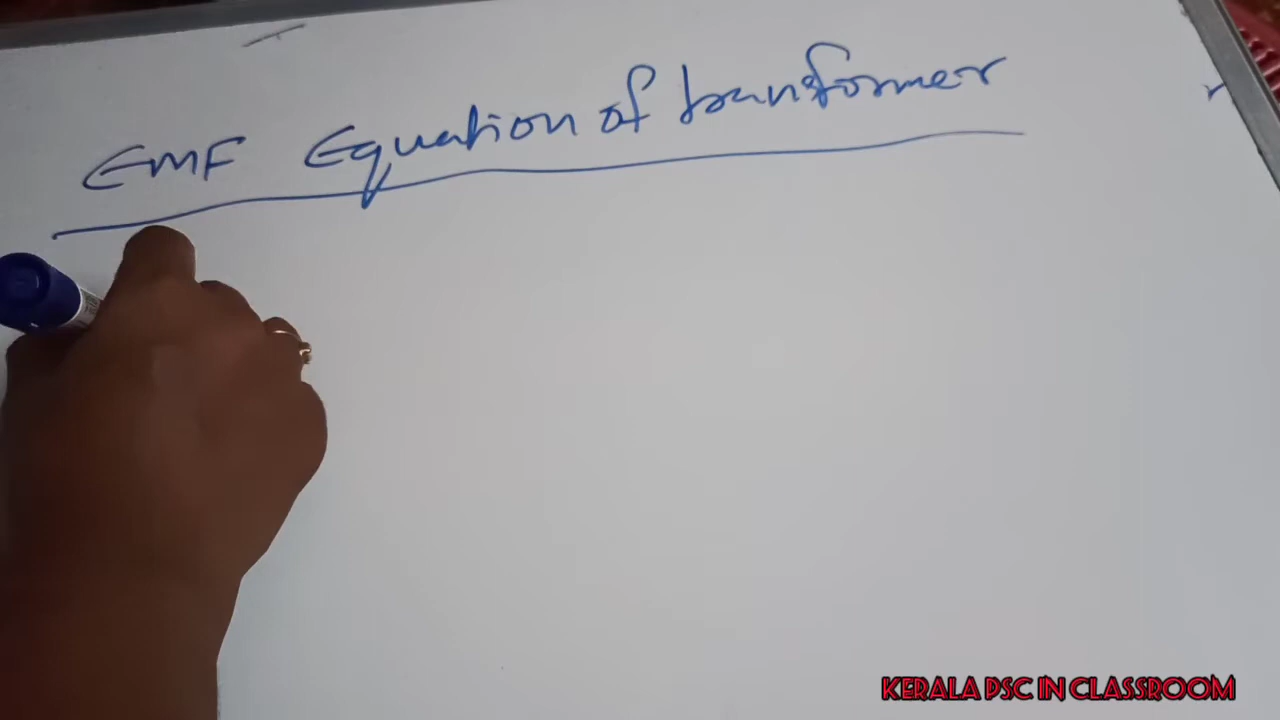 EMF Equation of transformer
KERALA PSC IN CLASSROOM